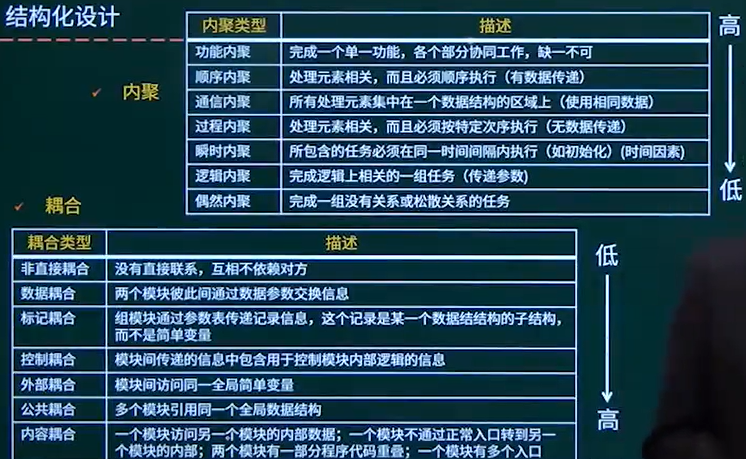 结构化设计
内聚类型 描述
功能内聚 完成一个单一功能，各个部分协同工作，缺一不可
顺序内聚 处理元素相关，而且必须顺序执行（有数据传递）
通信内聚 所有处理元素集中在一个数据结构的区域上（使用相同数据）
过程内聚 处理元素相关，而且必须按特定次序执行（无数据传递）
瞬时内聚 所包含的任务必须在同一时间间隔内执行（如初始化）(时间因素)
逻辑内聚 完成逻辑上相关的一组任务（传递参数)
偶然内聚 完成一组没有关系或松散关系的任务
高
低
✓ 内聚
✓ 耦合
耦合类型 描述
非直接耦合 没有直接联系，互相不依赖对方
数据耦合 两个模块彼此间通过数据参数交换信息
标记耦合 组模块通过参数表传递记录信息，这个记录是某一个数据结结构的子结构，
而不是简单变量
控制耦合 模块间传递的信息中包含用于控制模块内部逻辑的信息
外部耦合 模块间访问同一全局简单变量
公共耦合 多个模块引用同一个全局数据结构
内容耦合 一个模块访问另一个模块的内部数据；一个模块不通过正常入口转到另一
个模块的内部；两个模块有一部分程序代码重叠；一个模块有多个入口
低
高